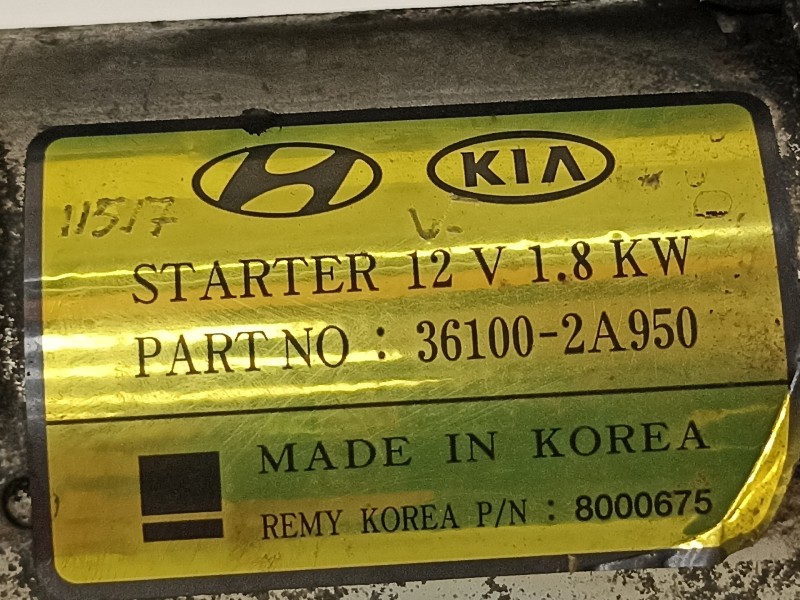 KIA
11517
STARTER 12 V 1.8 KW
PART NO : 36100-2A950
MADE IN KOREA
REMY KOREA P/N : 8000675